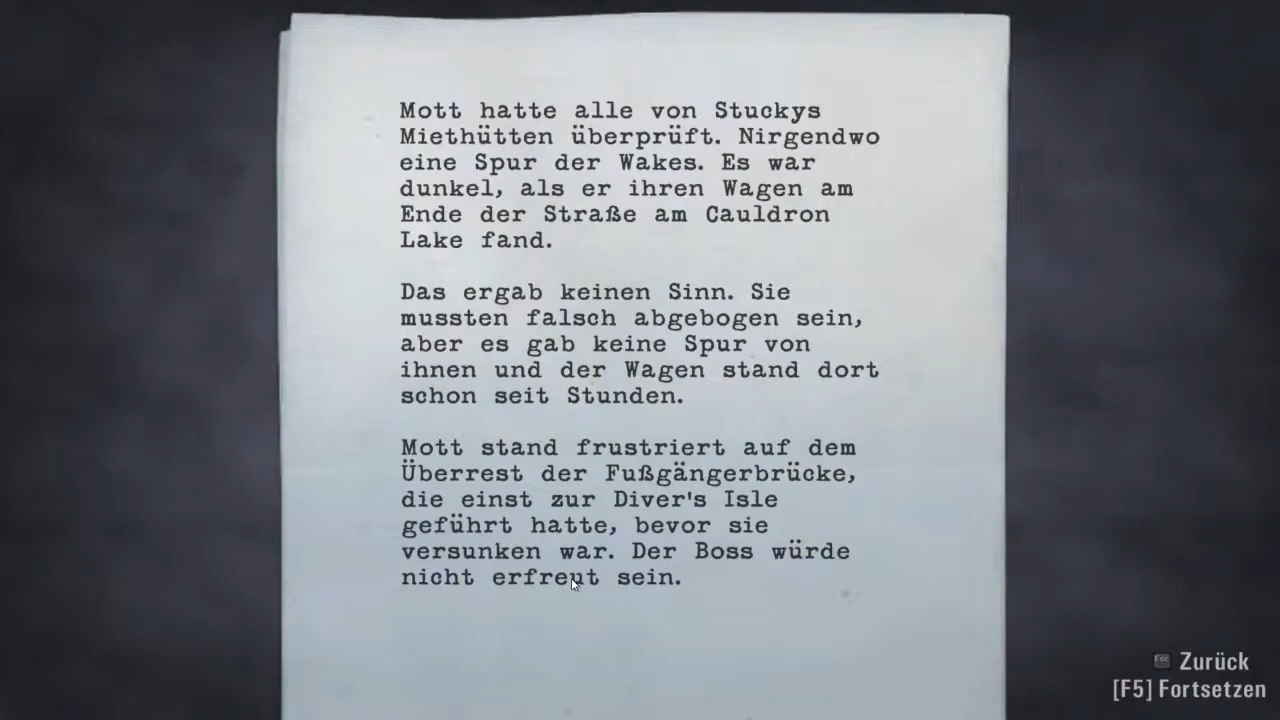 Mott hatte alle von Stuckys
Miethütten überprüft. Nirgendwo
eine Spur der Wakes. Es war
dunkel, als er ihren Wagen am
Ende der Straße am Cauldron
Lake fand.
Das ergab keinen Sinn. Sie
mussten falsch abgebogen sein,
aber es gab keine Spur von
ihnen und der Wagen stand dort
schon seit Stunden.
Mott stand frustriert auf dem
Überrest der Fußgängerbrücke,
die einst zur Diver's Isle
geführt hatte, bevor sie
versunken war. Der Boss würde
nicht erfreut sein.
Esc Zurück
[F5] Fortsetzen